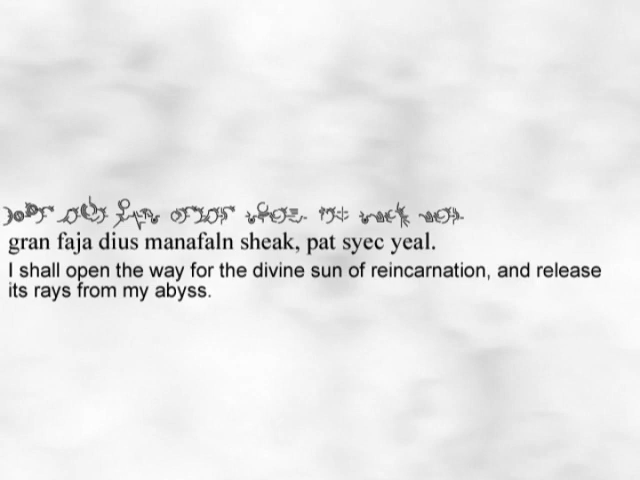 gran faja dius manafaln sheak, pat syec yeal.
I shall open the way for the divine sun of reincarnation, and release
its rays from my abyss.